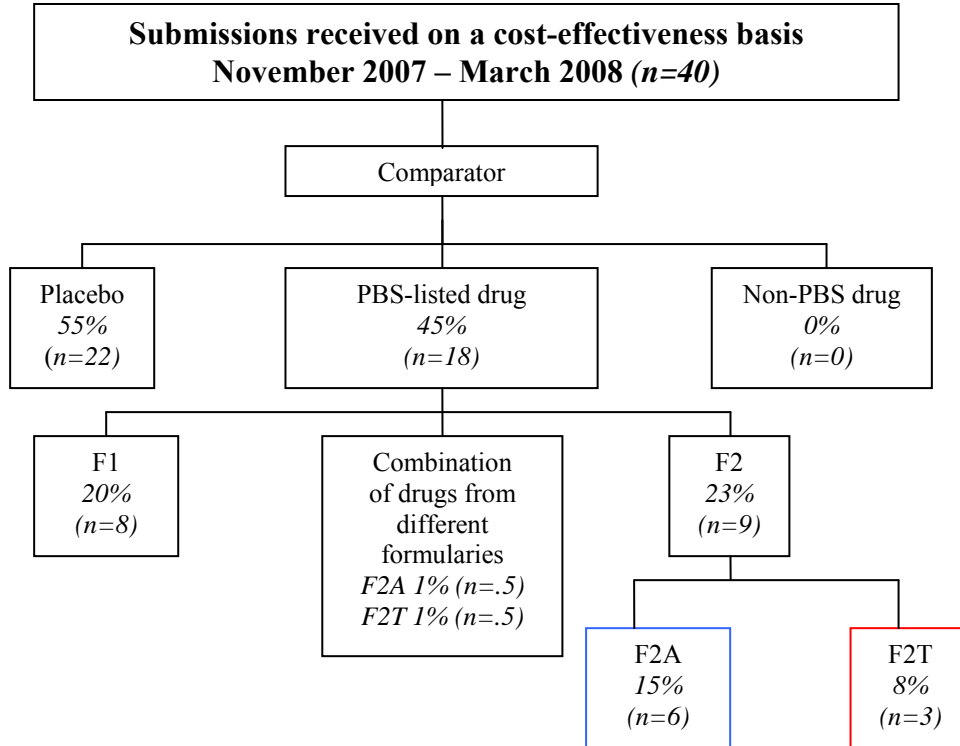 Submissions received on a cost-effectiveness basis
November 2007 – March 2008 (n=40)
Comparator
Placebo
55%
(n=22)
PBS-listed drug
45%
(n=18)
Non-PBS drug
0%
(n=0)
F1
20%
(n=8)
Combination
of drugs from
different
formularies
F2A 1% (n=.5)
F2T 1% (n=.5)
F2
23%
(n=9)
F2A
15%
(n=6)
F2T
8%
(n=3)